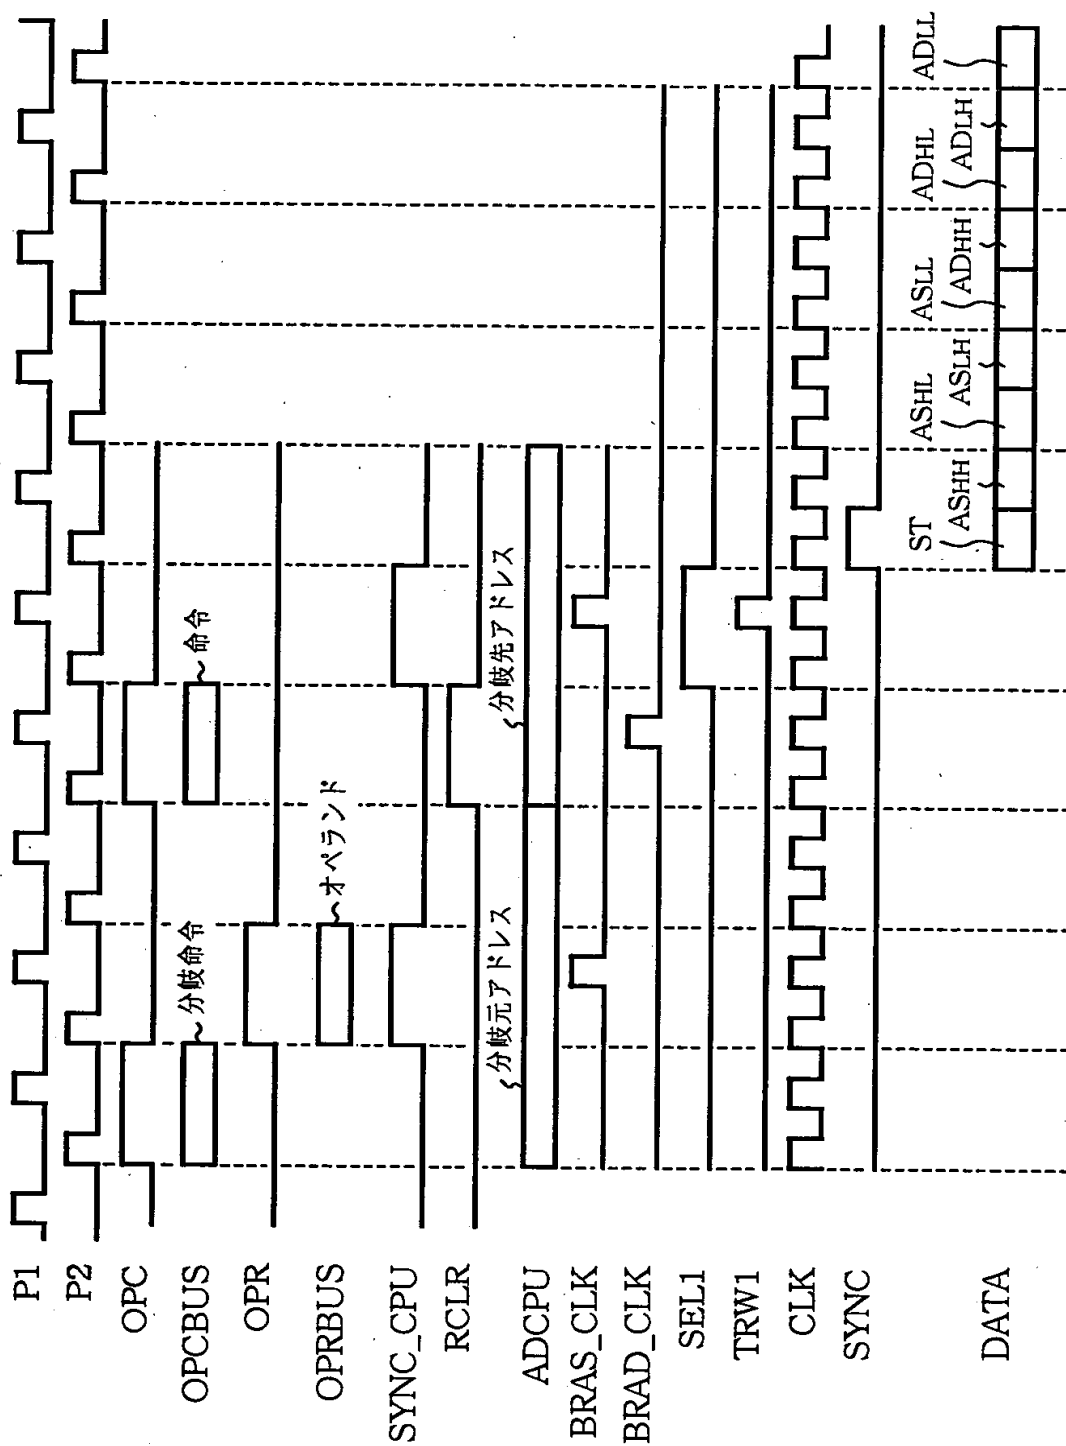 P1
P2
OPC
OPCBUS
分岐命令
命令
OPR
OPRBUS
オペランド
SYNC_CPU
RCLR
ADCPU
分岐元アドレス
分岐先アドレス
BRAS_CLK
BRAD_CLK
SEL1
TRW1
CLK
SYNC
DATA
ST
ASHL
ASLL
ADHL
ADLL
ASHH
ASLH
ADHH
ADLH